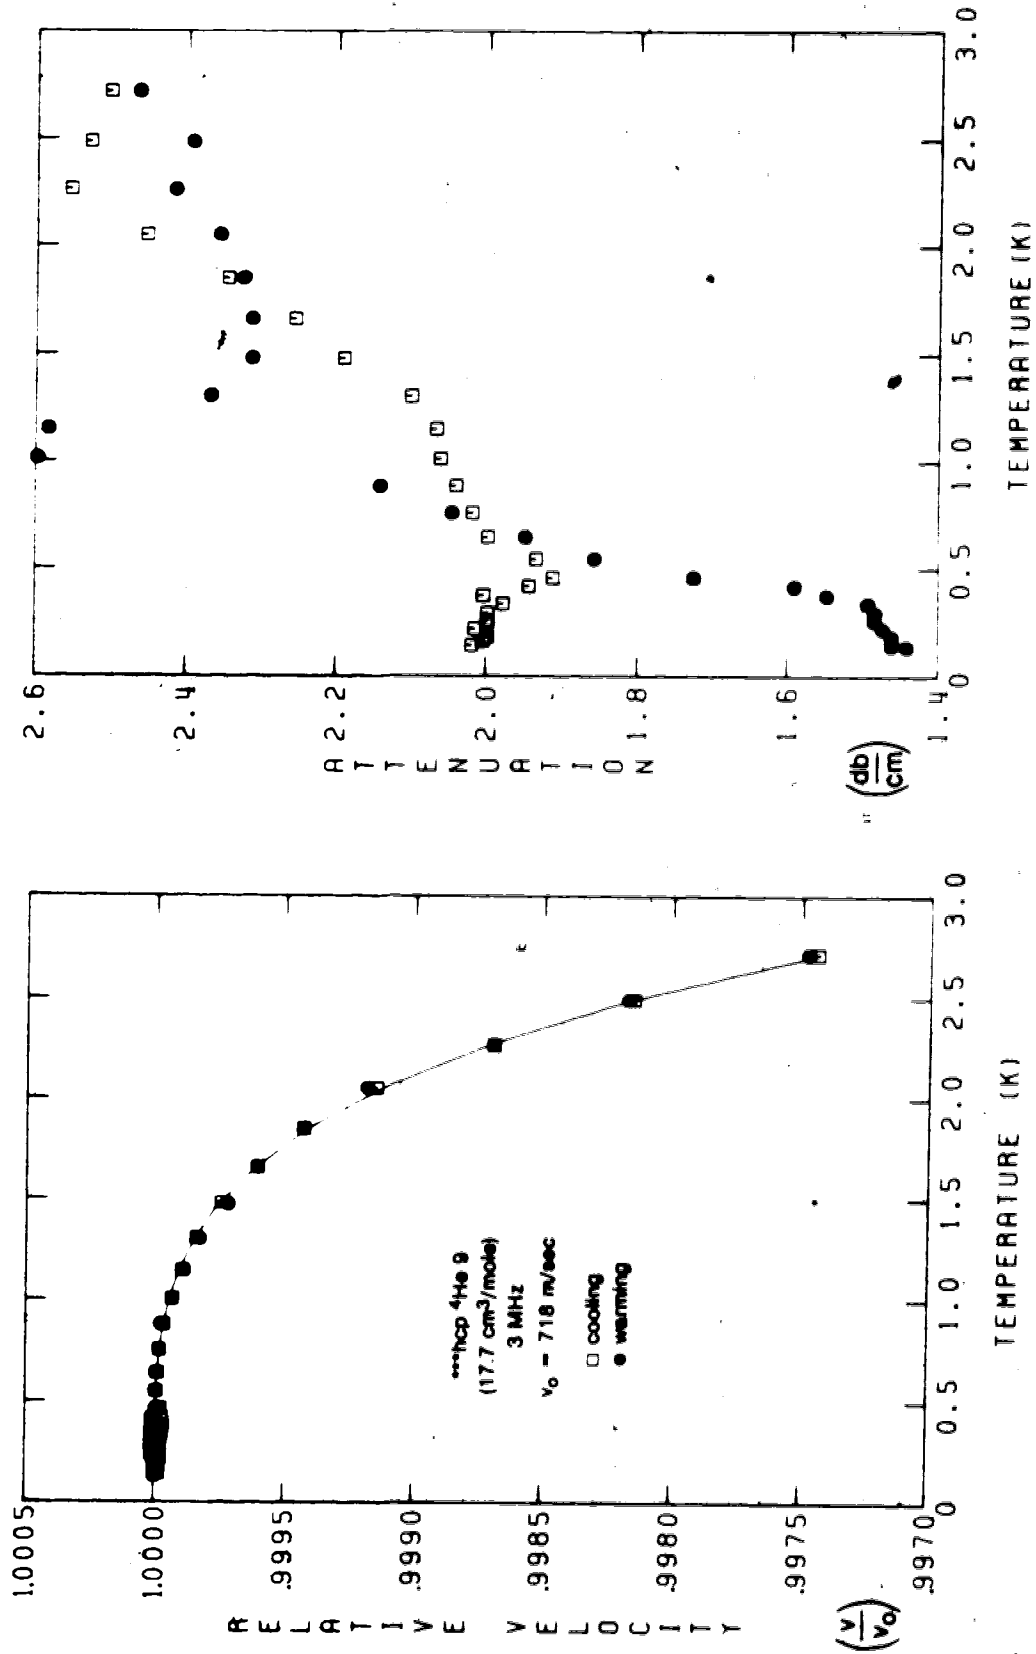 RELATIVE VELOCITY
(v/vo)
1.0005
1.0000
.9995
.9990
.9985
.9980
.9975
.9970
***hcp 4He 9
(17.7 cm3/mole)
3 MHz
vo = 718 m/sec
□ cooling
● warming
0 0.5 1.0 1.5 2.0 2.5 3.0
TEMPERATURE (K)
ATTENUATION
(db/cm)
2.6
2.4
2.2
2.0
1.8
1.6
1.4
0 0.5 1.0 1.5 2.0 2.5 3.0
TEMPERATURE (K)